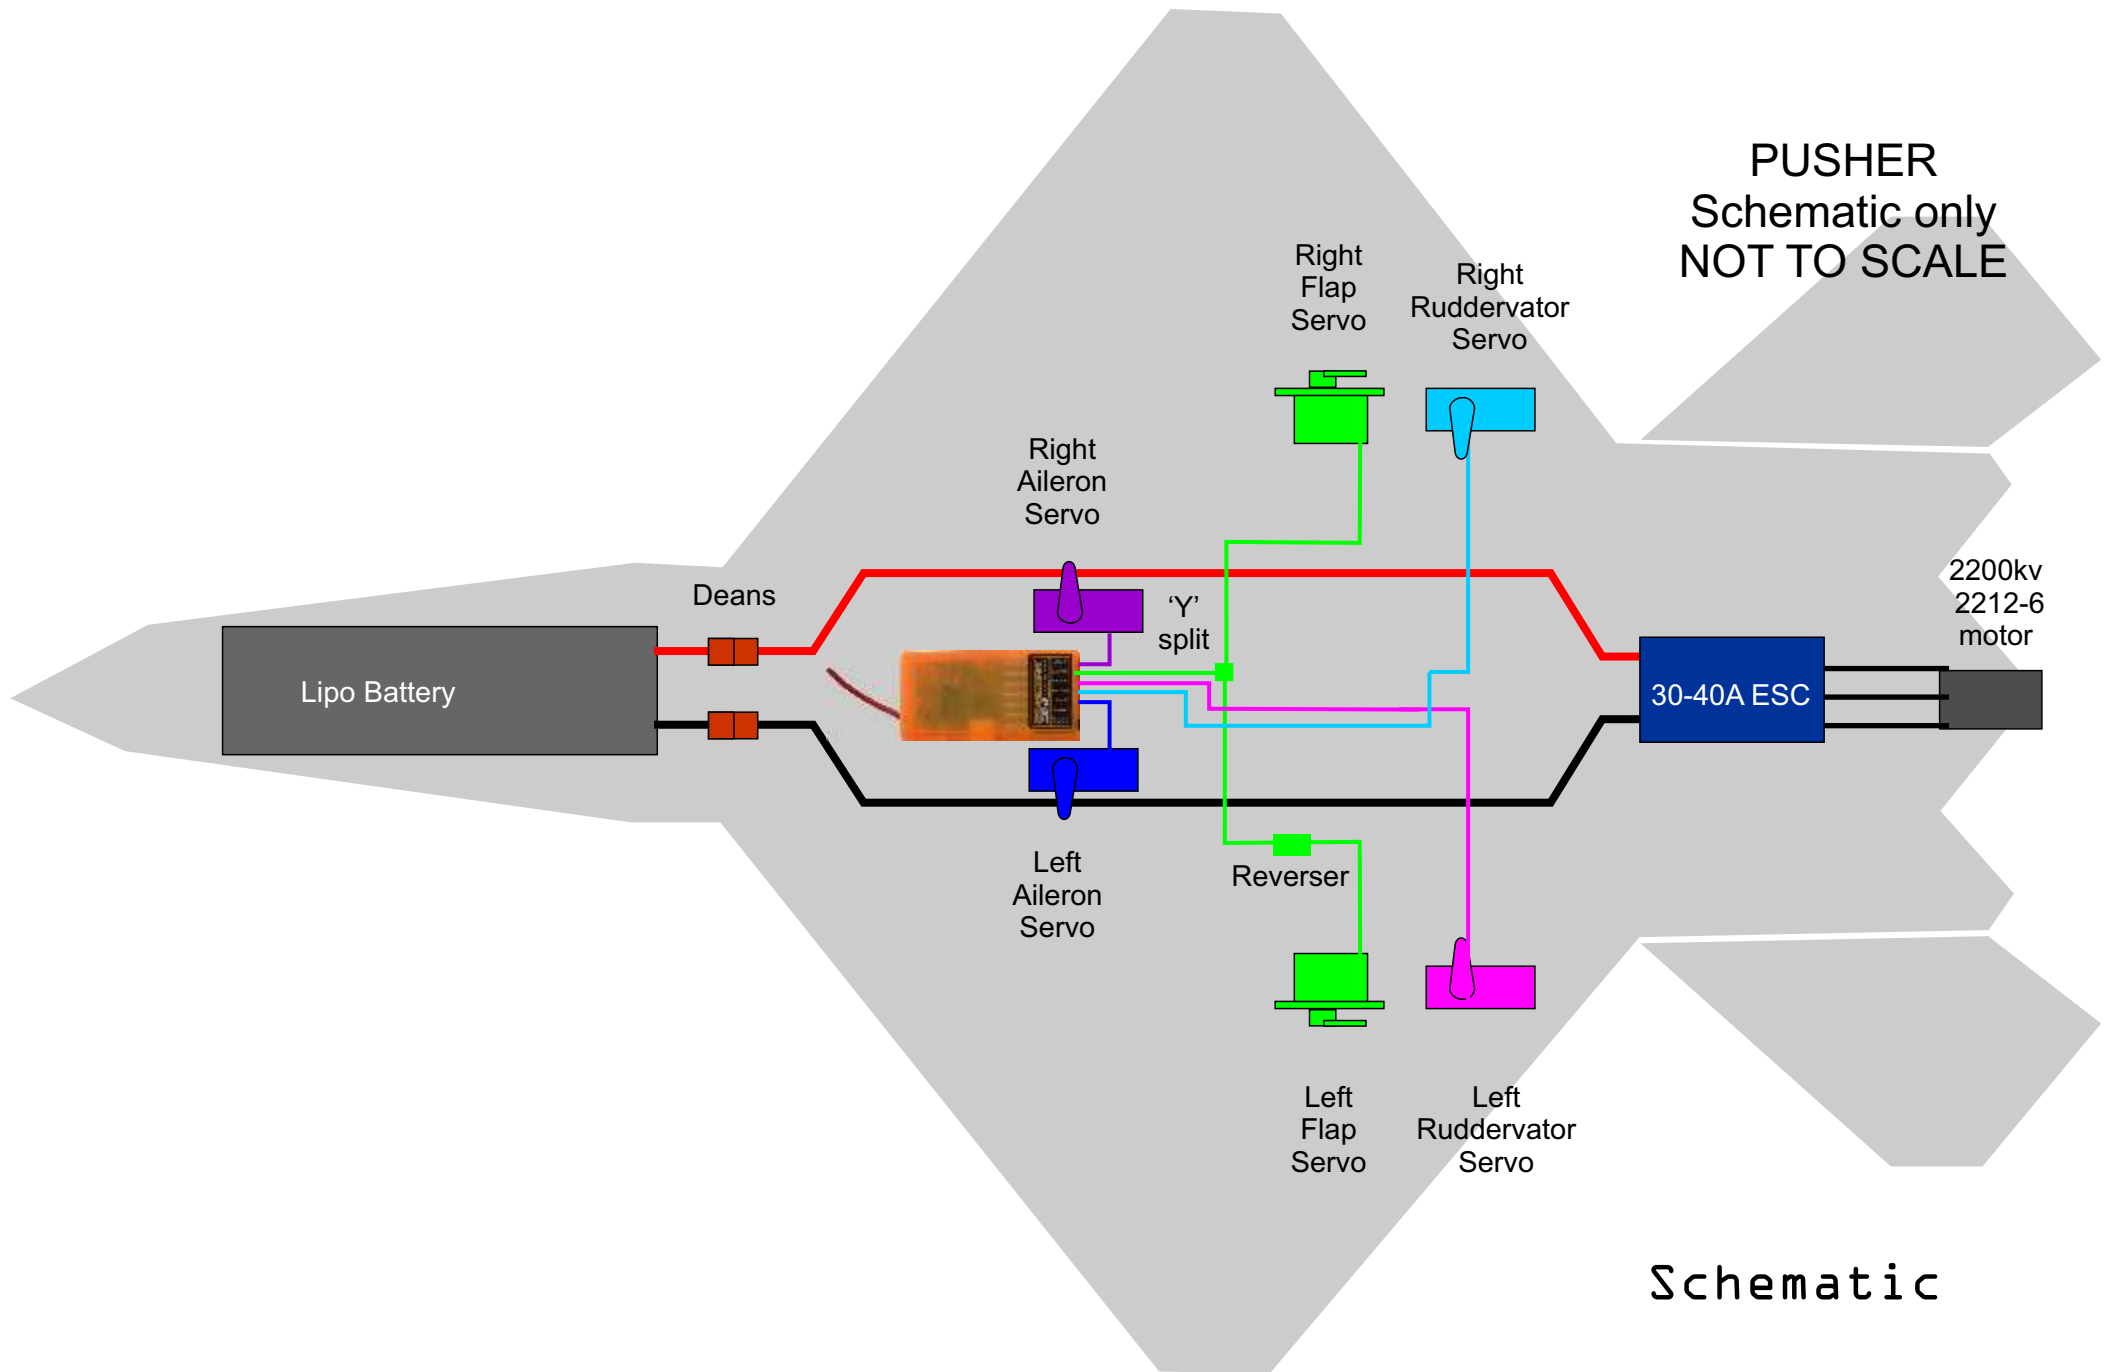 PUSHER
Schematic only
NOT TO SCALE
Right
Flap
Servo
Right
Ruddervator
Servo
Right
Aileron
Servo
Deans
‘Y’
split
2200kv
2212-6
motor
Lipo Battery
30-40A ESC
Left
Aileron
Servo
Reverser
Left
Flap
Servo
Left
Ruddervator
Servo
Schematic